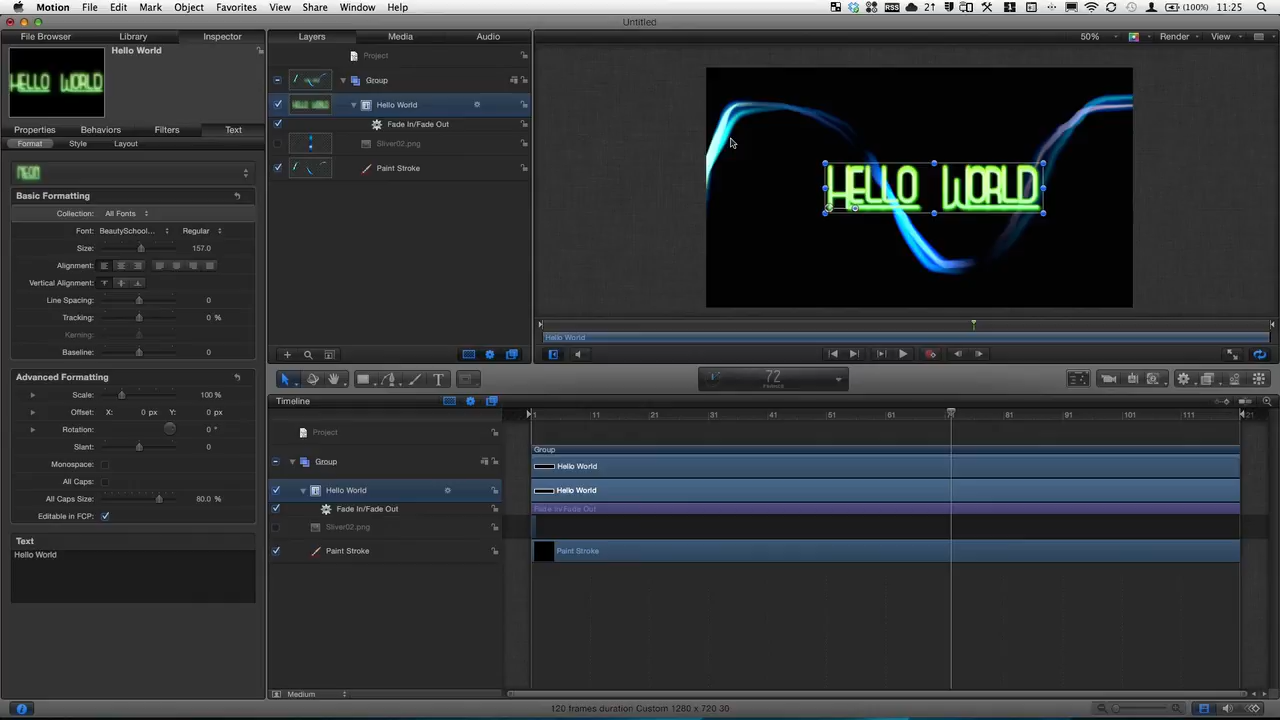 Motion File Edit Mark Object Favorites View Share Window Help (100%) 11:25
Untitled
File Browser Library Inspector Layers Media Audio 50% Render View
Hello World
Project
Group
Hello World
Fade In/Fade Out
Sliver02.png
Paint Stroke
HELLO WORLD
HELLO WORLD
Properties Behaviors Filters Text
Format Style Layout
NEON
Basic Formatting
Collection: All Fonts
Font: BeautySchool... Regular
Size: 157.0
Alignment:
Vertical Alignment:
Line Spacing: 0
Tracking: 0 %
Kerning:
Baseline: 0
Hello World
Advanced Formatting
Scale: 100 %
Offset: X: 0 px Y: 0 px
Rotation: 0 °
Slant: 0
Monospace:
All Caps:
All Caps Size: 80.0 %
Editable in FCP:
Text
Hello World
72
FRAMES
Timeline
1 11 21 31 41 51 61 81 91 101 111
Project
Group
Group
Hello World
Hello World
Hello World
Fade In/Fade Out
Fade In/Fade Out
Sliver02.png
Paint Stroke
Paint Stroke
Medium
120 frames duration Custom 1280 x 720 30